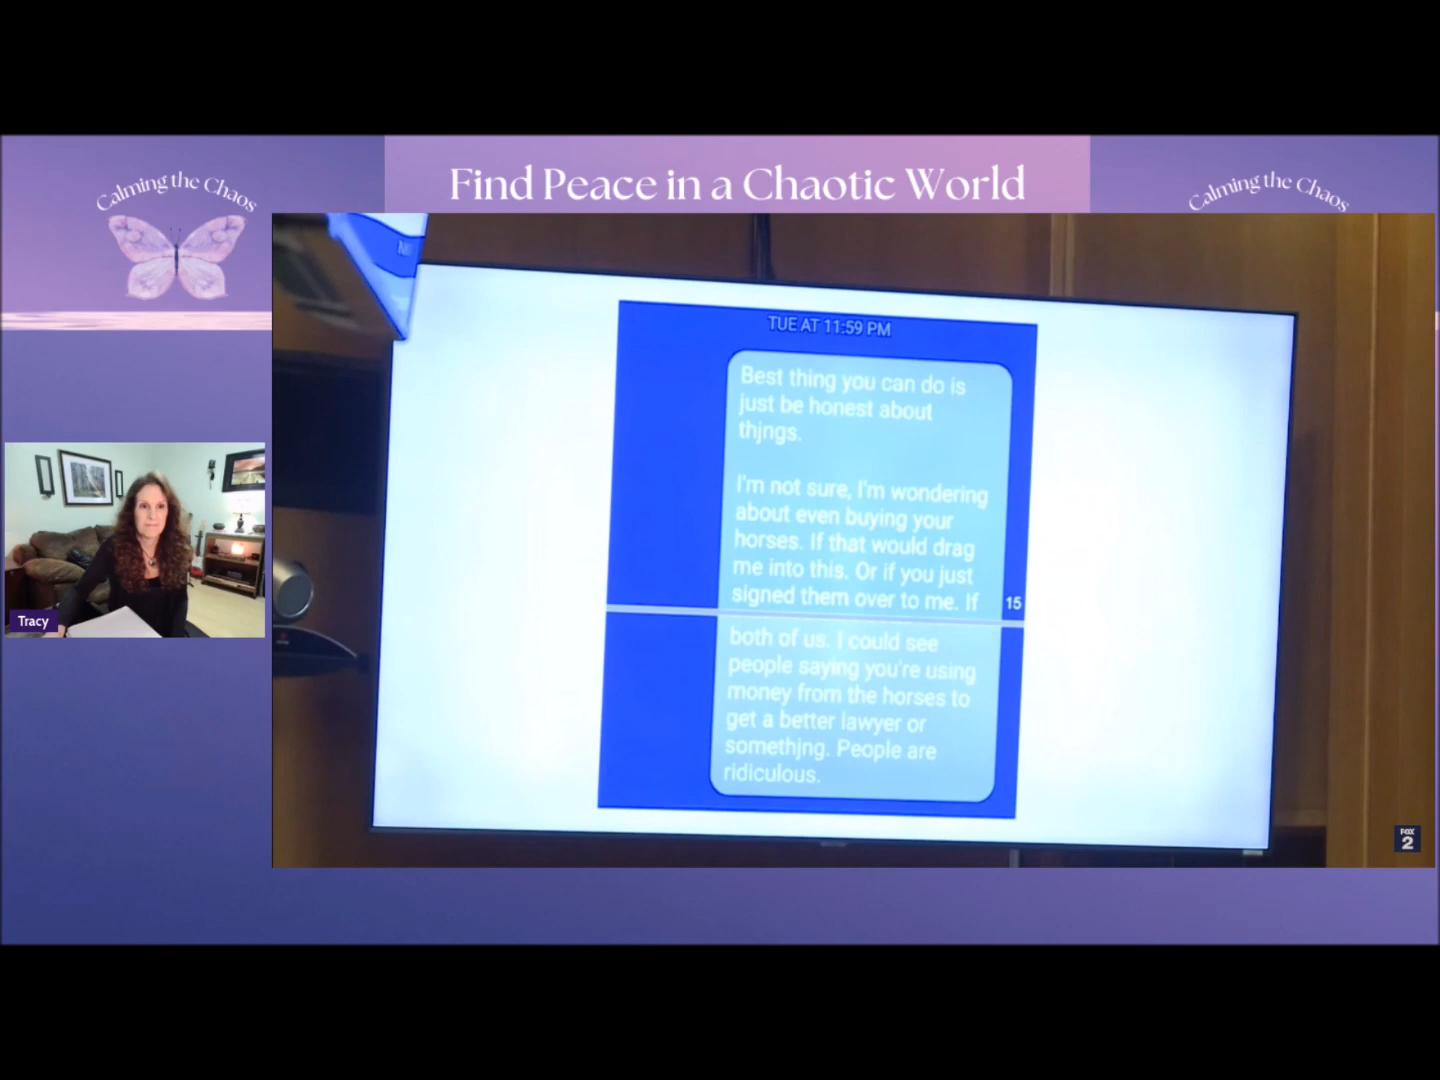 Find Peace in a Chaotic World
Calming the Chaos
Calming the Chaos
TUE AT 11:59 PM
Best thing you can do is
just be honest about
thjngs.
I'm not sure, I'm wondering
about even buying your
horses. If that would drag
me into this. Or if you just
signed them over to me. If
15
both of us. I could see
people saying you're using
money from the horses to
get a better lawyer or
somethjng. People are
ridiculous.
Tracy
FOX
2